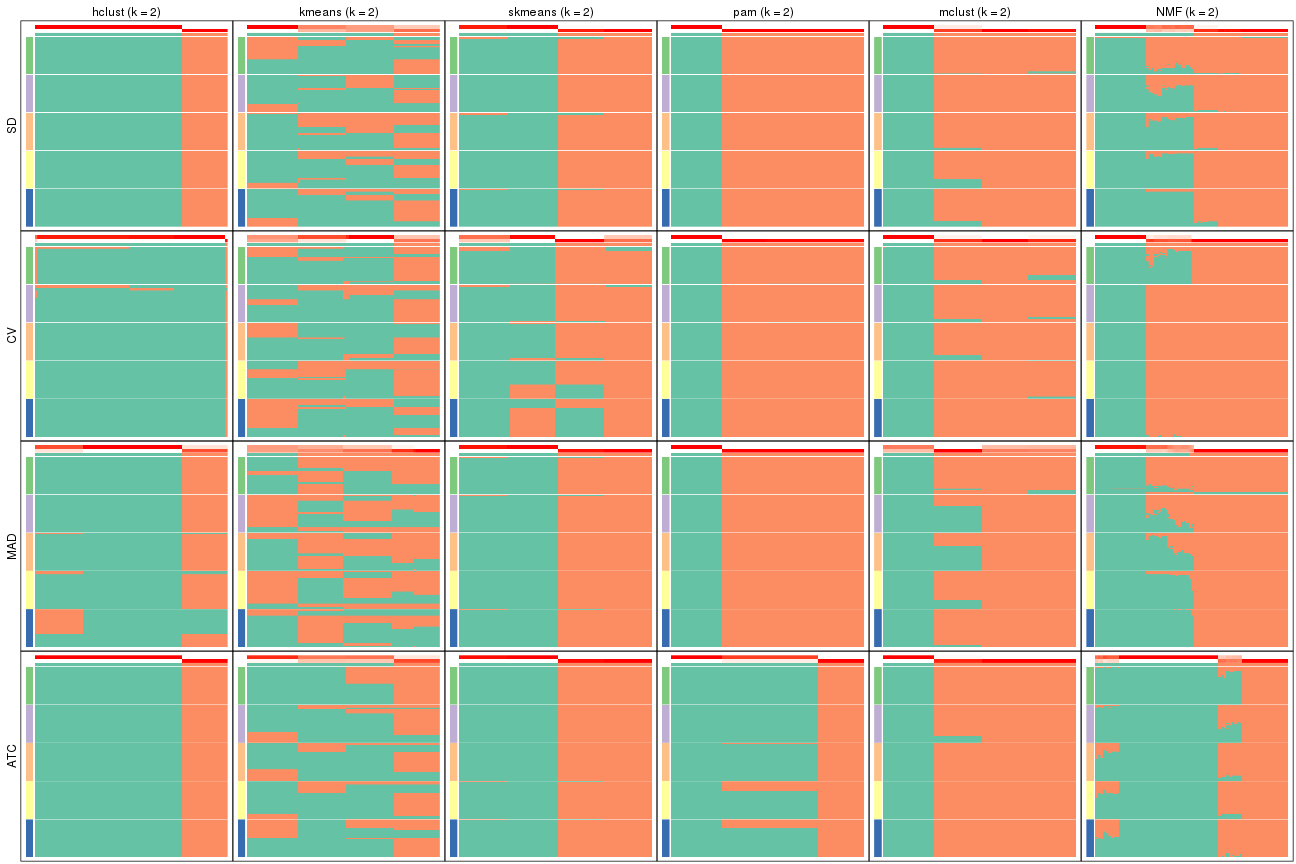 hclust (k = 2) kmeans (k = 2) skmeans (k = 2) pam (k = 2) mclust (k = 2) NMF (k = 2)
SD
CV
MAD
ATC